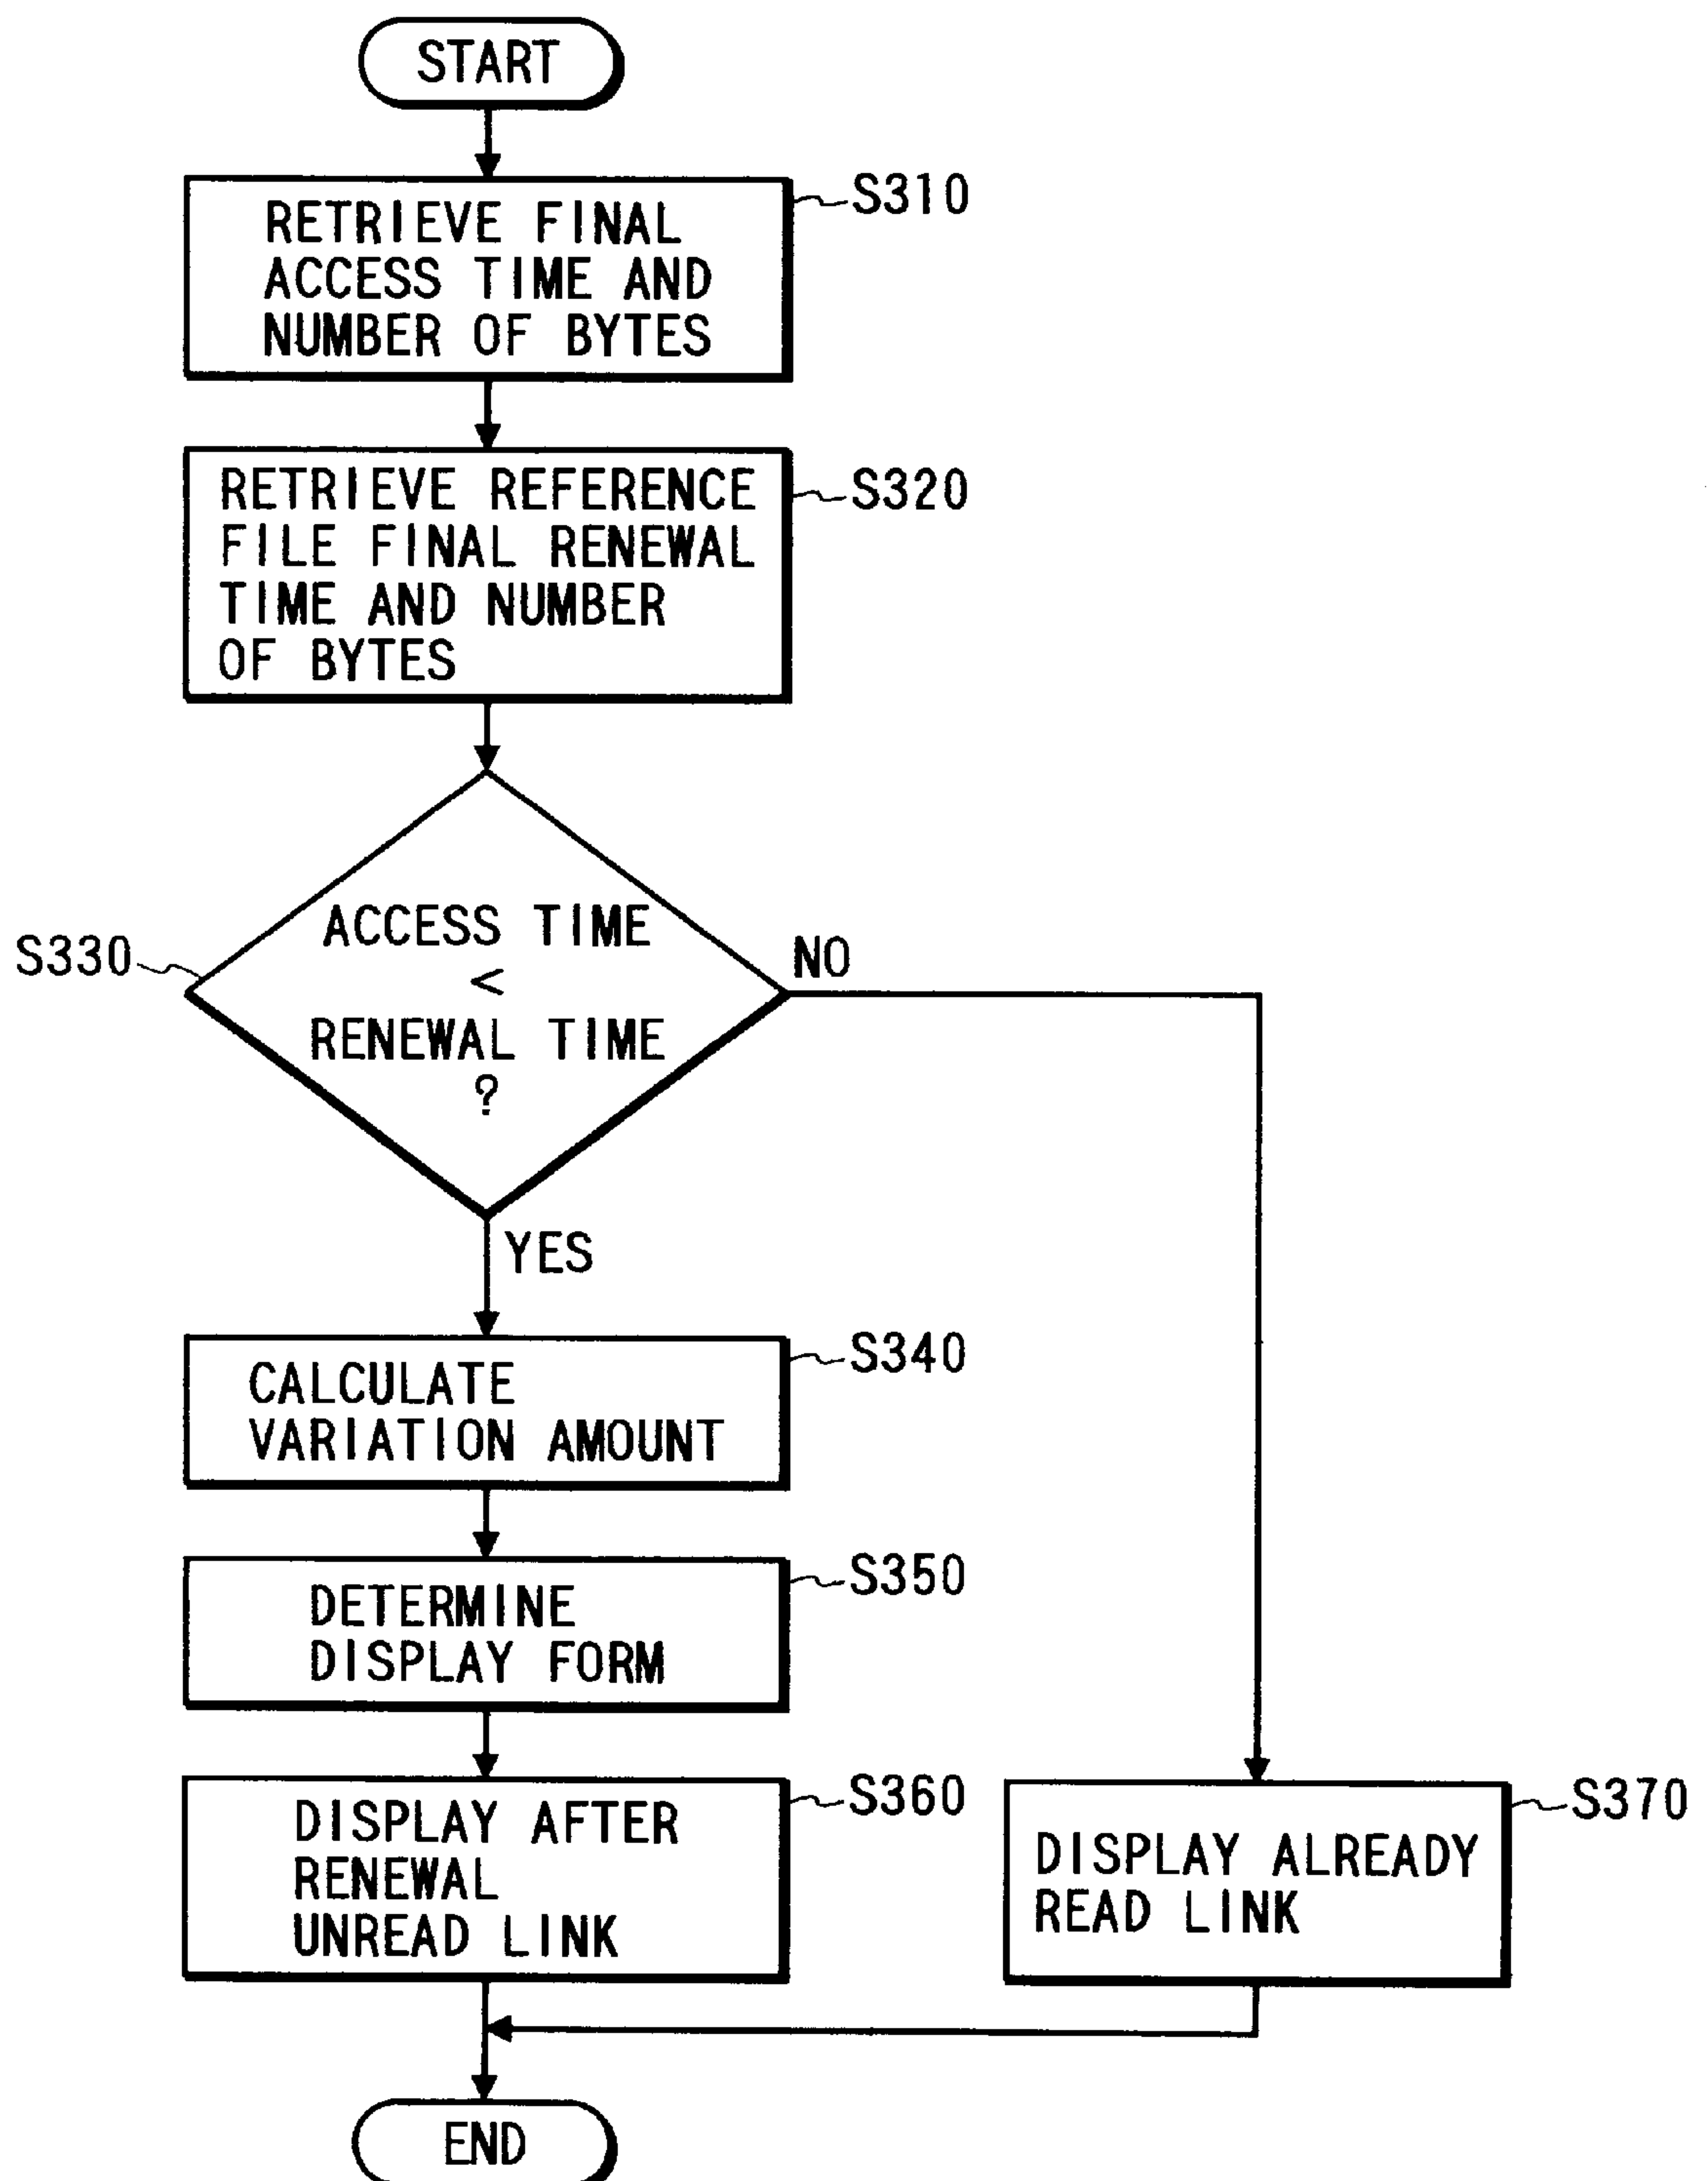 START
S310
RETRIEVE FINAL
ACCESS TIME AND
NUMBER OF BYTES
S320
RETRIEVE REFERENCE
FILE FINAL RENEWAL
TIME AND NUMBER
OF BYTES
S330
ACCESS TIME
<
RENEWAL TIME
?
NO
YES
S340
CALCULATE
VARIATION AMOUNT
S350
DETERMINE
DISPLAY FORM
S360
DISPLAY AFTER
RENEWAL
UNREAD LINK
S370
DISPLAY ALREADY
READ LINK
END